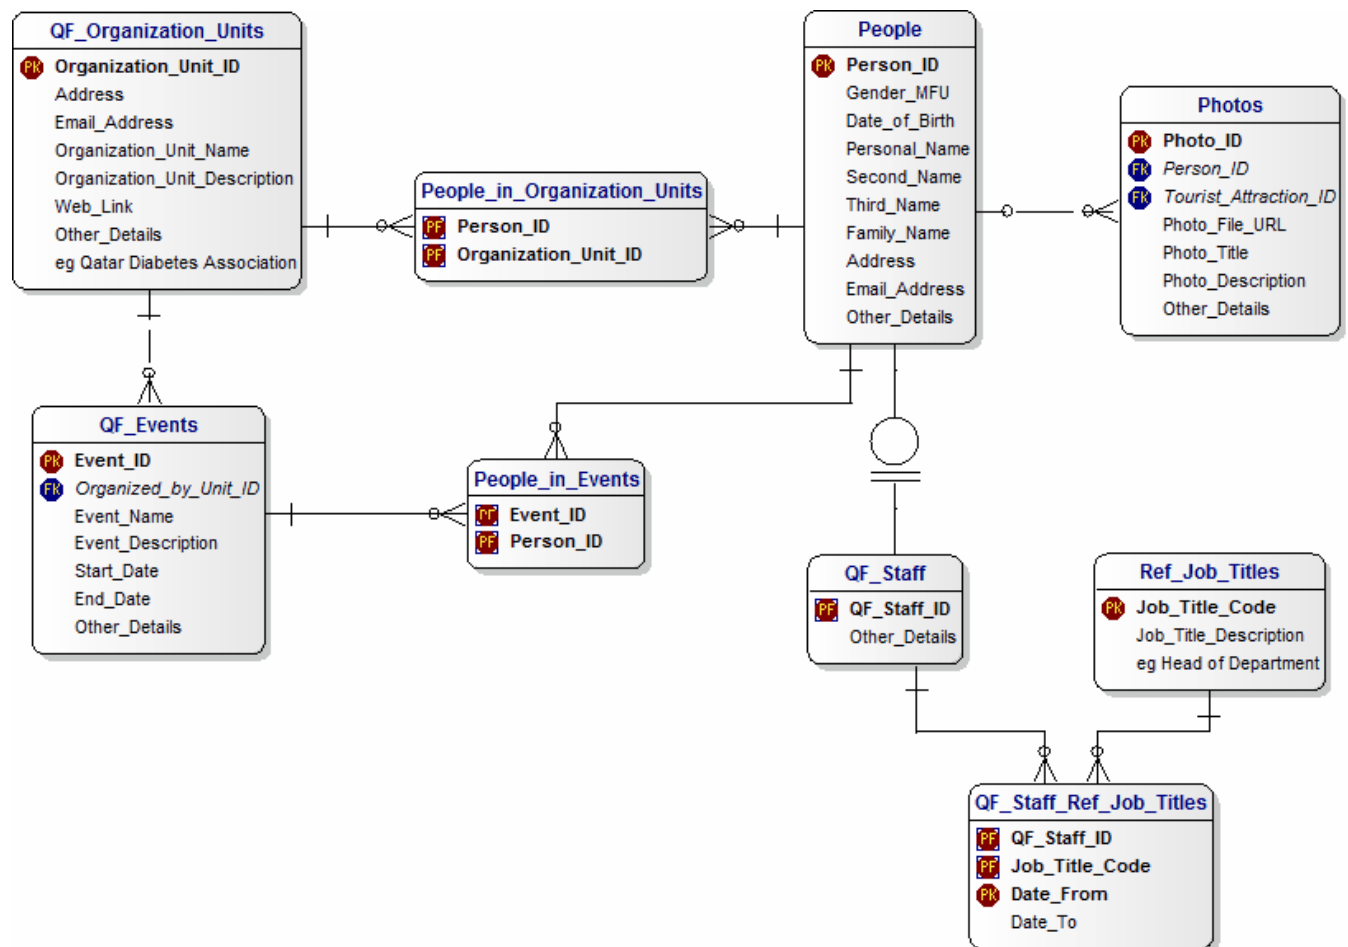 QF_Organization_Units
PK Organization_Unit_ID
Address
Email_Address
Organization_Unit_Name
Organization_Unit_Description
Web_Link
Other_Details
eg Qatar Diabetes Association
People_in_Organization_Units
PF Person_ID
PF Organization_Unit_ID
People
PK Person_ID
Gender_MFU
Date_of_Birth
Personal_Name
Second_Name
Third_Name
Family_Name
Address
Email_Address
Other_Details
Photos
PK Photo_ID
FK Person_ID
FK Tourist_Attraction_ID
Photo_File_URL
Photo_Title
Photo_Description
Other_Details
QF_Events
PK Event_ID
FK Organized_by_Unit_ID
Event_Name
Event_Description
Start_Date
End_Date
Other_Details
People_in_Events
PF Event_ID
PF Person_ID
QF_Staff
PF QF_Staff_ID
Other_Details
Ref_Job_Titles
PK Job_Title_Code
Job_Title_Description
eg Head of Department
QF_Staff_Ref_Job_Titles
PF QF_Staff_ID
PF Job_Title_Code
PK Date_From
Date_To